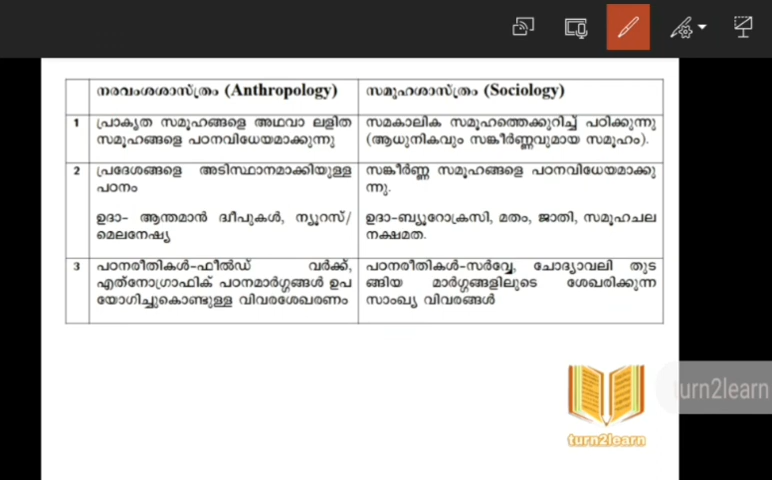 നരവംശശാസ്ത്രം (Anthropology)
സമൂഹശാസ്ത്രം (Sociology)
1
പ്രാകൃത സമൂഹങ്ങളെ അഥവാ ലളിത
സമൂഹങ്ങളെ പഠനവിധേയമാക്കുന്നു
സമകാലിക സമൂഹത്തെക്കുറിച്ച് പഠിക്കുന്നു
(ആധുനികവും സങ്കീർണ്ണവുമായ സമൂഹം).
2
പ്രദേശങ്ങളെ അടിസ്ഥാനമാക്കിയുള്ള
പഠനം
ഉദാ- ആന്തമാൻ ദ്വീപുകൾ, ന്യൂറസ്/
മെലനേഷ്യ
സങ്കീർണ്ണ സമൂഹങ്ങളെ പഠനവിധേയമാക്കു
ന്നു.
ഉദാ-ബ്യൂറോക്രസി, മതം, ജാതി, സമൂഹചല
നക്ഷമത.
3
പഠനരീതികൾ-ഫീൽഡ് വർക്ക്,
എത്നോഗ്രാഫിക് പഠനമാർഗ്ഗങ്ങൾ ഉപ
യോഗിച്ചുകൊണ്ടുള്ള വിവരശേഖരണം
പഠനരീതികൾ-സർവ്വേ, ചോദ്യാവലി തുട
ങ്ങിയ മാർഗ്ഗങ്ങളിലൂടെ ശേഖരിക്കുന്ന
സാംഖ്യ വിവരങ്ങൾ
turn2learn
turn2learn